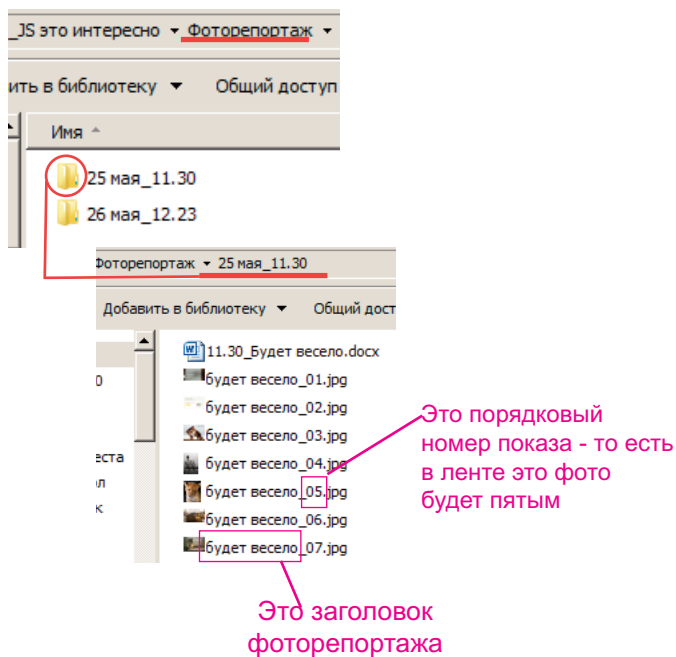 _JS это интересно ▾ Фоторепортаж ▾
ить в библиотеку ▼ Общий доступ
Имя
25 мая_11.30
26 мая_12.23
Фоторепортаж ▾ 25 мая_11.30
Добавить в библиотеку ▼ Общий дост
11.30_Будет весело.docx
будет весело_01.jpg
будет весело_02.jpg
будет весело_03.jpg
будет весело_04.jpg
будет весело_05.jpg
будет весело_06.jpg
будет весело_07.jpg
о
еста
ол
к
Это порядковый
номер показа - то есть
в ленте это фото
будет пятым
Это заголовок
фоторепортажа